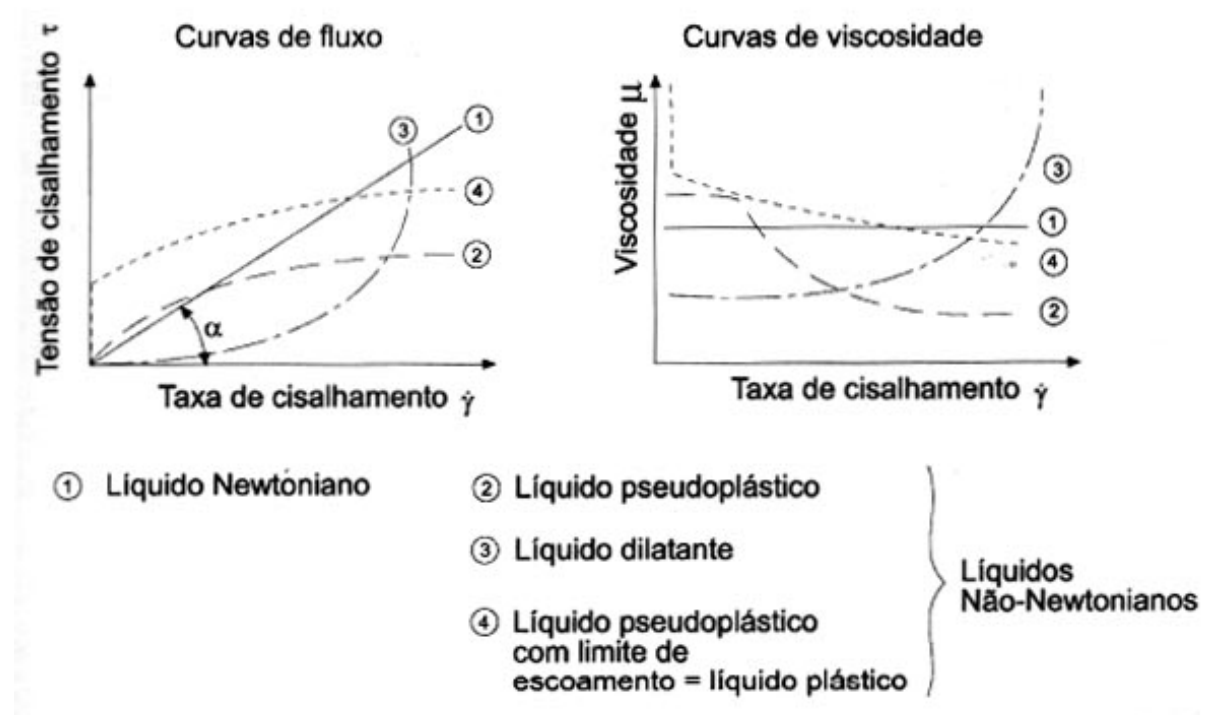 Curvas de fluxo
Tensão de cisalhamento τ
① 
③
④
②
α
Taxa de cisalhamento γ̇
Curvas de viscosidade
Viscosidade μ
③
①
④
②
Taxa de cisalhamento γ̇
① Líquido Newtóniano
② Líquido pseudoplástico
③ Líquido dilatante
④ Líquido pseudoplástico
com limite de
escoamento = líquido plástico
Líquidos
Não-Newtonianos